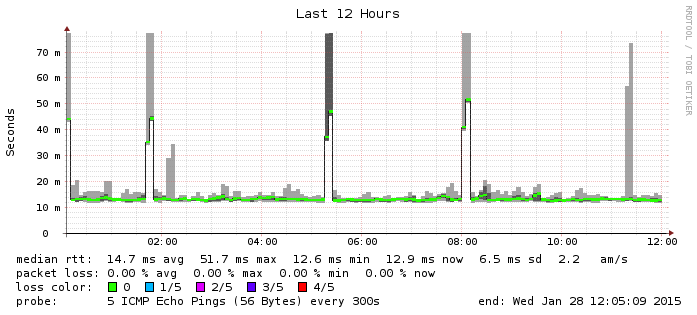 Last 12 Hours
RRDTOOL / TOBI OETIKER
Seconds
70 m
60 m
50 m
40 m
30 m
20 m
10 m
0
02:00 04:00 06:00 08:00 10:00 12:00
median rtt: 14.7 ms avg 51.7 ms max 12.6 ms min 12.9 ms now 6.5 ms sd 2.2 am/s
packet loss: 0.00 % avg 0.00 % max 0.00 % min 0.00 % now
loss color: 0 1/5 2/5 3/5 4/5
probe: 5 ICMP Echo Pings (56 Bytes) every 300s end: Wed Jan 28 12:05:09 2015